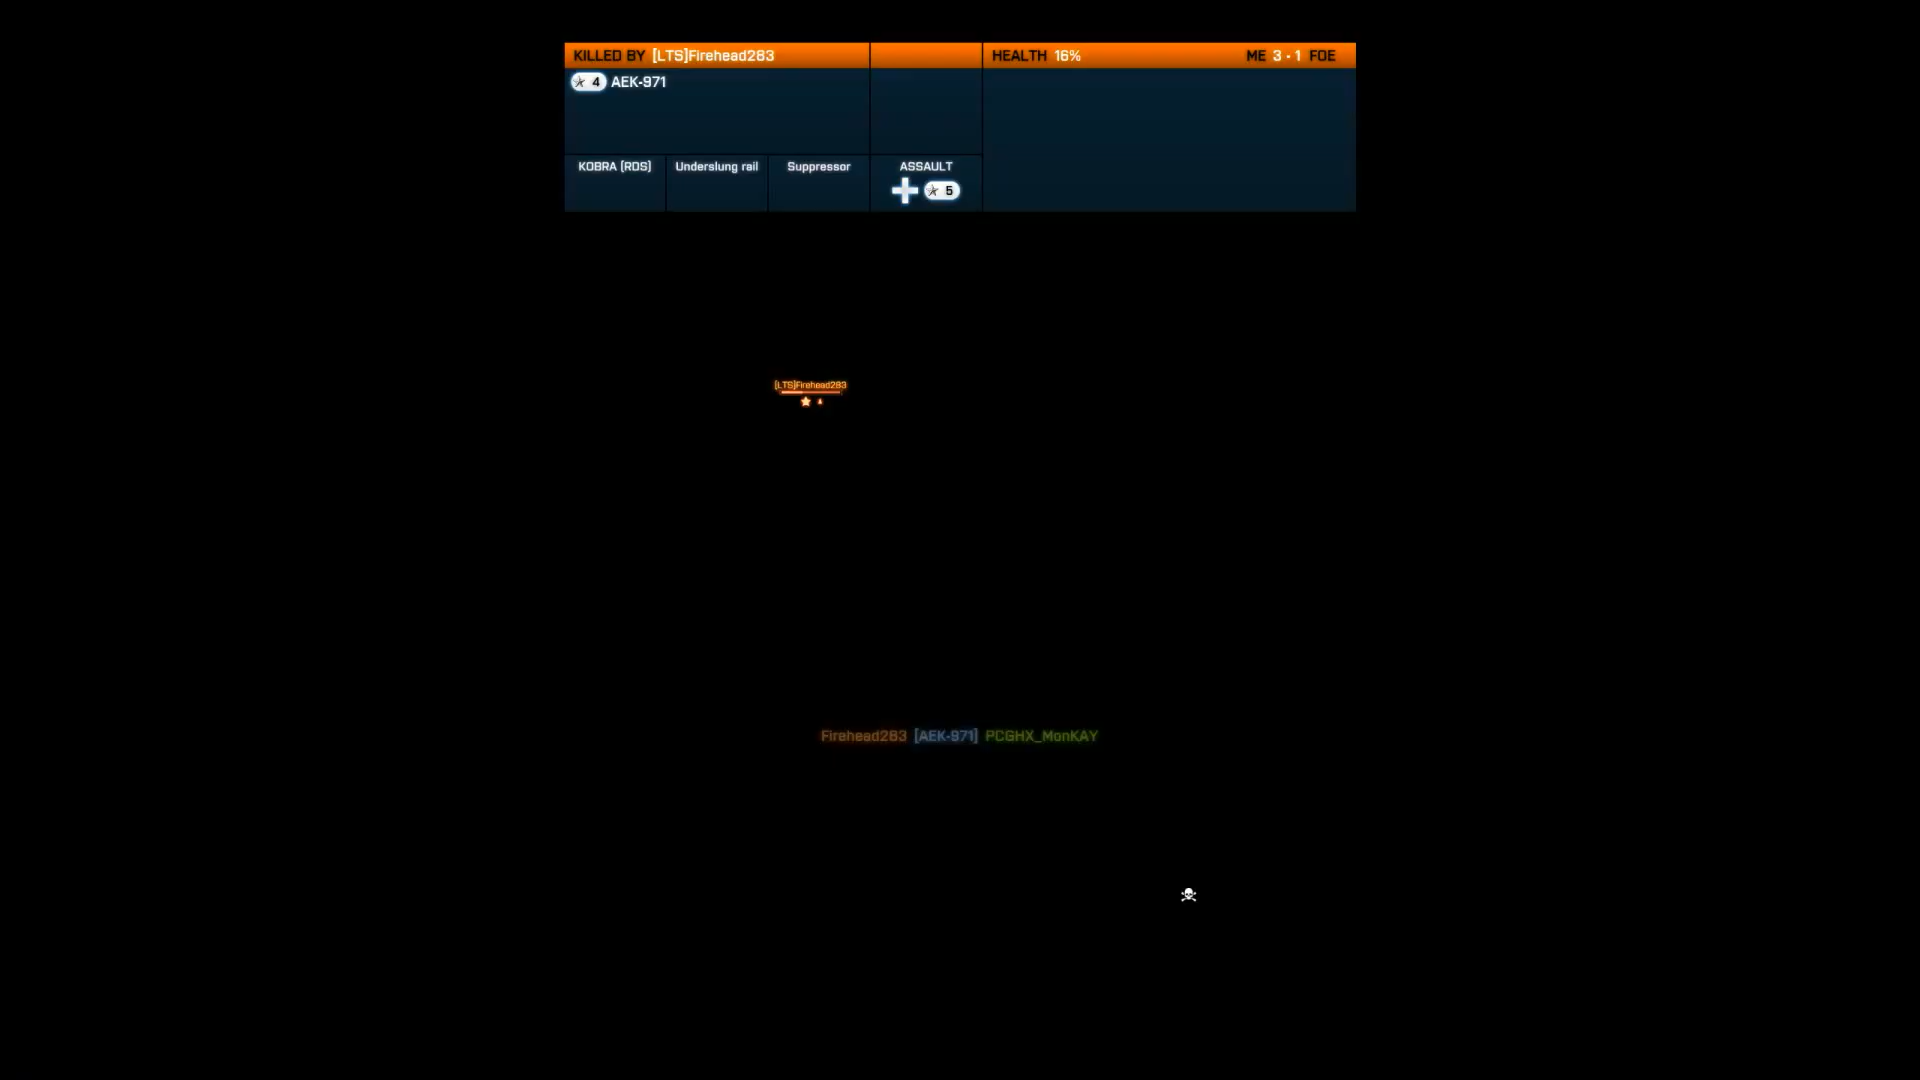 KILLED BY [LTS]Firehead283
HEALTH 16%
ME 3 - 1 FOE
4 AEK-971
KOBRA (RDS)
Underslung rail
Suppressor
ASSAULT
5
[LTS]Firehead283
Firehead283 [AEK-971] PCGHX_MonKAY